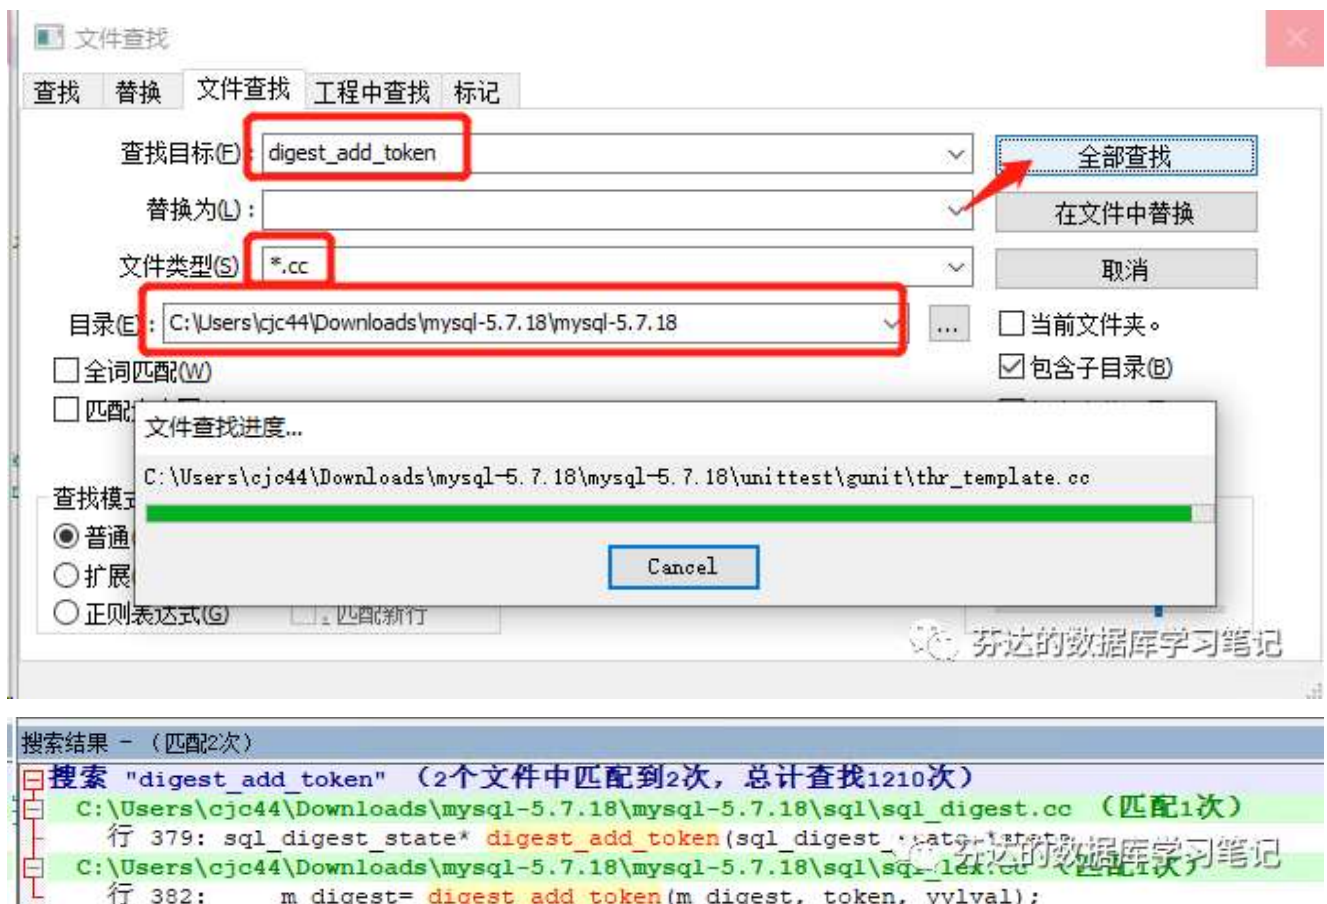 文件查找
查找 替换 文件查找 工程中查找 标记
查找目标(F): digest_add_token 全部查找
替换为(L): 在文件中替换
文件类型(S) *.cc 取消
目录(E): C:\Users\cjc44\Downloads\mysql-5.7.18\mysql-5.7.18 ... 当前文件夹。
全词匹配(W) 包含子目录(B)
匹配
文件查找进度...
C:\Users\cjc44\Downloads\mysql-5.7.18\mysql-5.7.18\unittest\gunit\thr_template.cc
查找模式
普通
Cancel
扩展
正则表达式(G) . 匹配新行
芬达的数据库学习笔记
搜索结果 - (匹配2次)
搜索 "digest_add_token" (2个文件中匹配到2次, 总计查找1210次)
C:\Users\cjc44\Downloads\mysql-5.7.18\mysql-5.7.18\sql\sql_digest.cc (匹配1次)
行 379: sql_digest_state* digest_add_token(sql_digest_state *state,
芬达的数据库学习笔记
C:\Users\cjc44\Downloads\mysql-5.7.18\mysql-5.7.18\sql\sql_lex.cc (匹配1次)
行 382: m_digest= digest_add_token(m_digest, token, yylval);